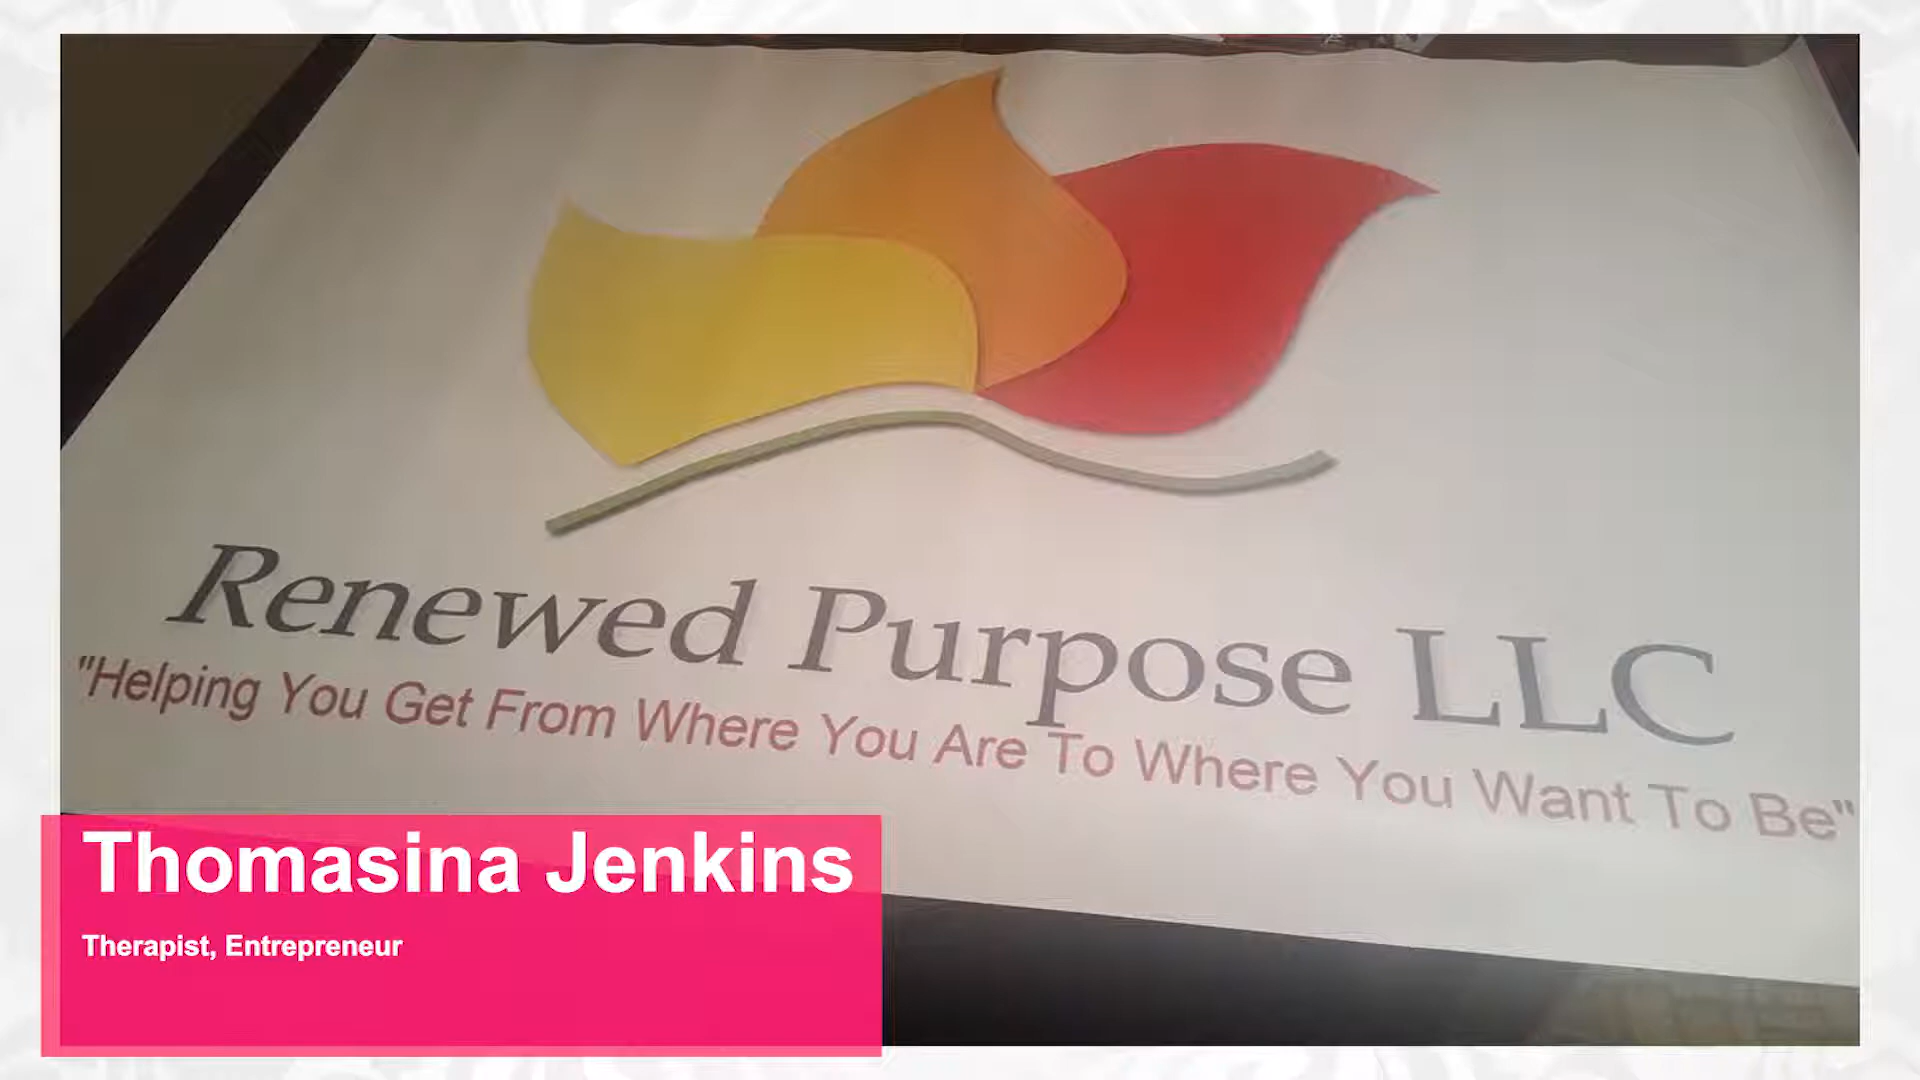 Renewed Purpose LLC
"Helping You Get From Where You Are To Where You Want To Be"
Thomasina Jenkins
Therapist, Entrepreneur